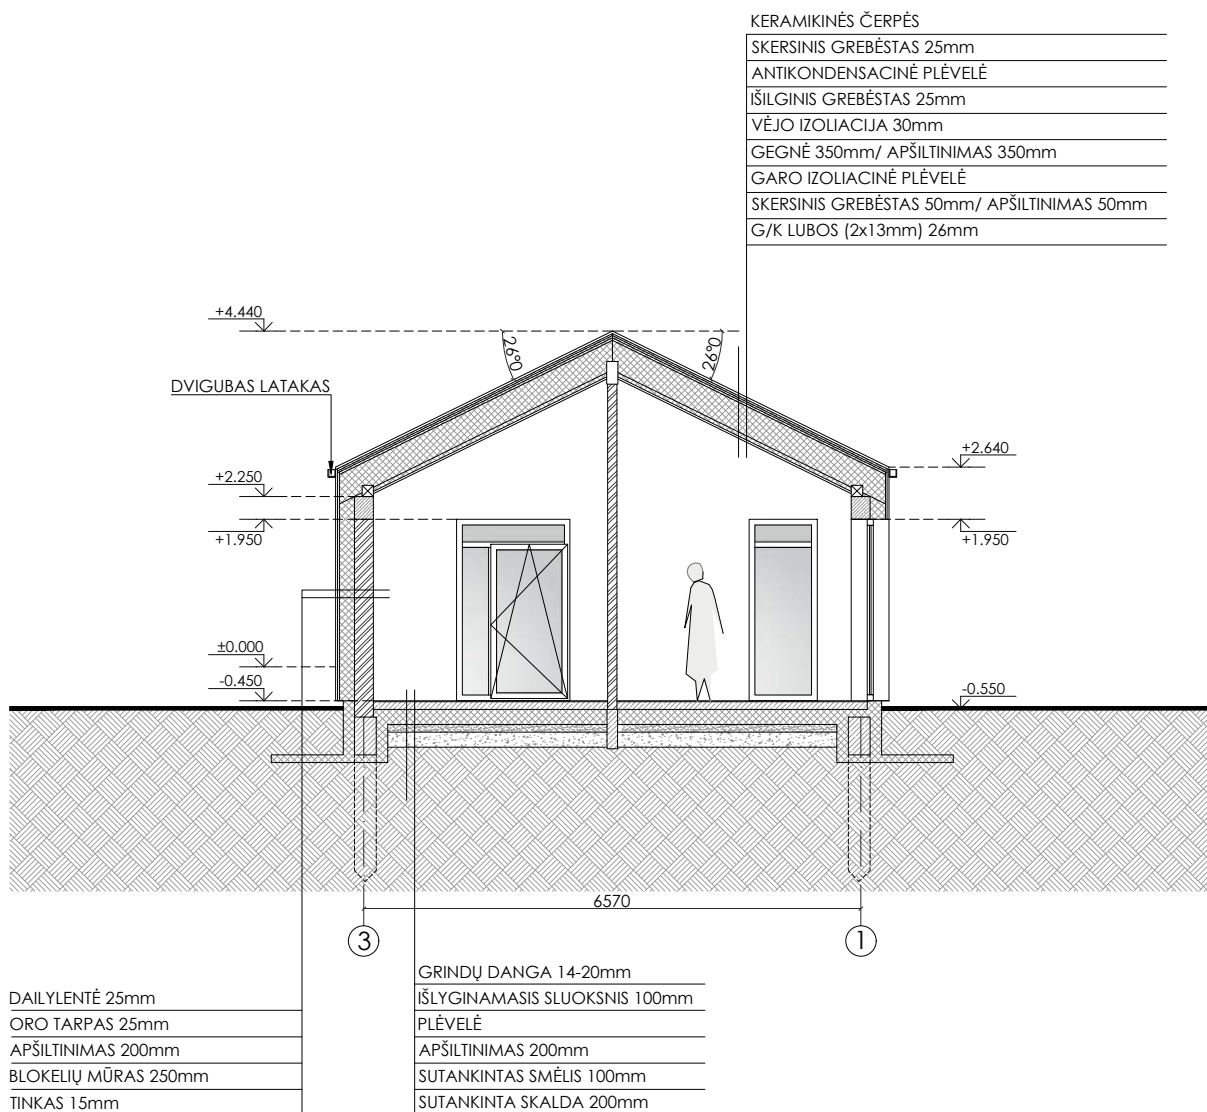 KERAMIKINĖS ČERPĖS
SKERSINIS GREBĖSTAS 25mm
ANTIKONDENSACINĖ PLĖVELĖ
IŠILGINIS GREBĖSTAS 25mm
VĖJO IZOLIACIJA 30mm
GEGNĖ 350mm/ APŠILTINIMAS 350mm
GARO IZOLIACINĖ PLĖVELĖ
SKERSINIS GREBĖSTAS 50mm/ APŠILTINIMAS 50mm
G/K LUBOS (2x13mm) 26mm
+4.440
26°0
26°0
DVIGUBAS LATAKAS
+2.640
+2.250
+1.950
+1.950
±0.000
-0.450
-0.550
6570
3
1
DAILYLENTĖ 25mm
ORO TARPAS 25mm
APŠILTINIMAS 200mm
BLOKELIŲ MŪRAS 250mm
TINKAS 15mm
GRINDŲ DANGA 14-20mm
IŠLYGINAMASIS SLUOKSNIS 100mm
PLĖVELĖ
APŠILTINIMAS 200mm
SUTANKINTAS SMĖLIS 100mm
SUTANKINTA SKALDA 200mm